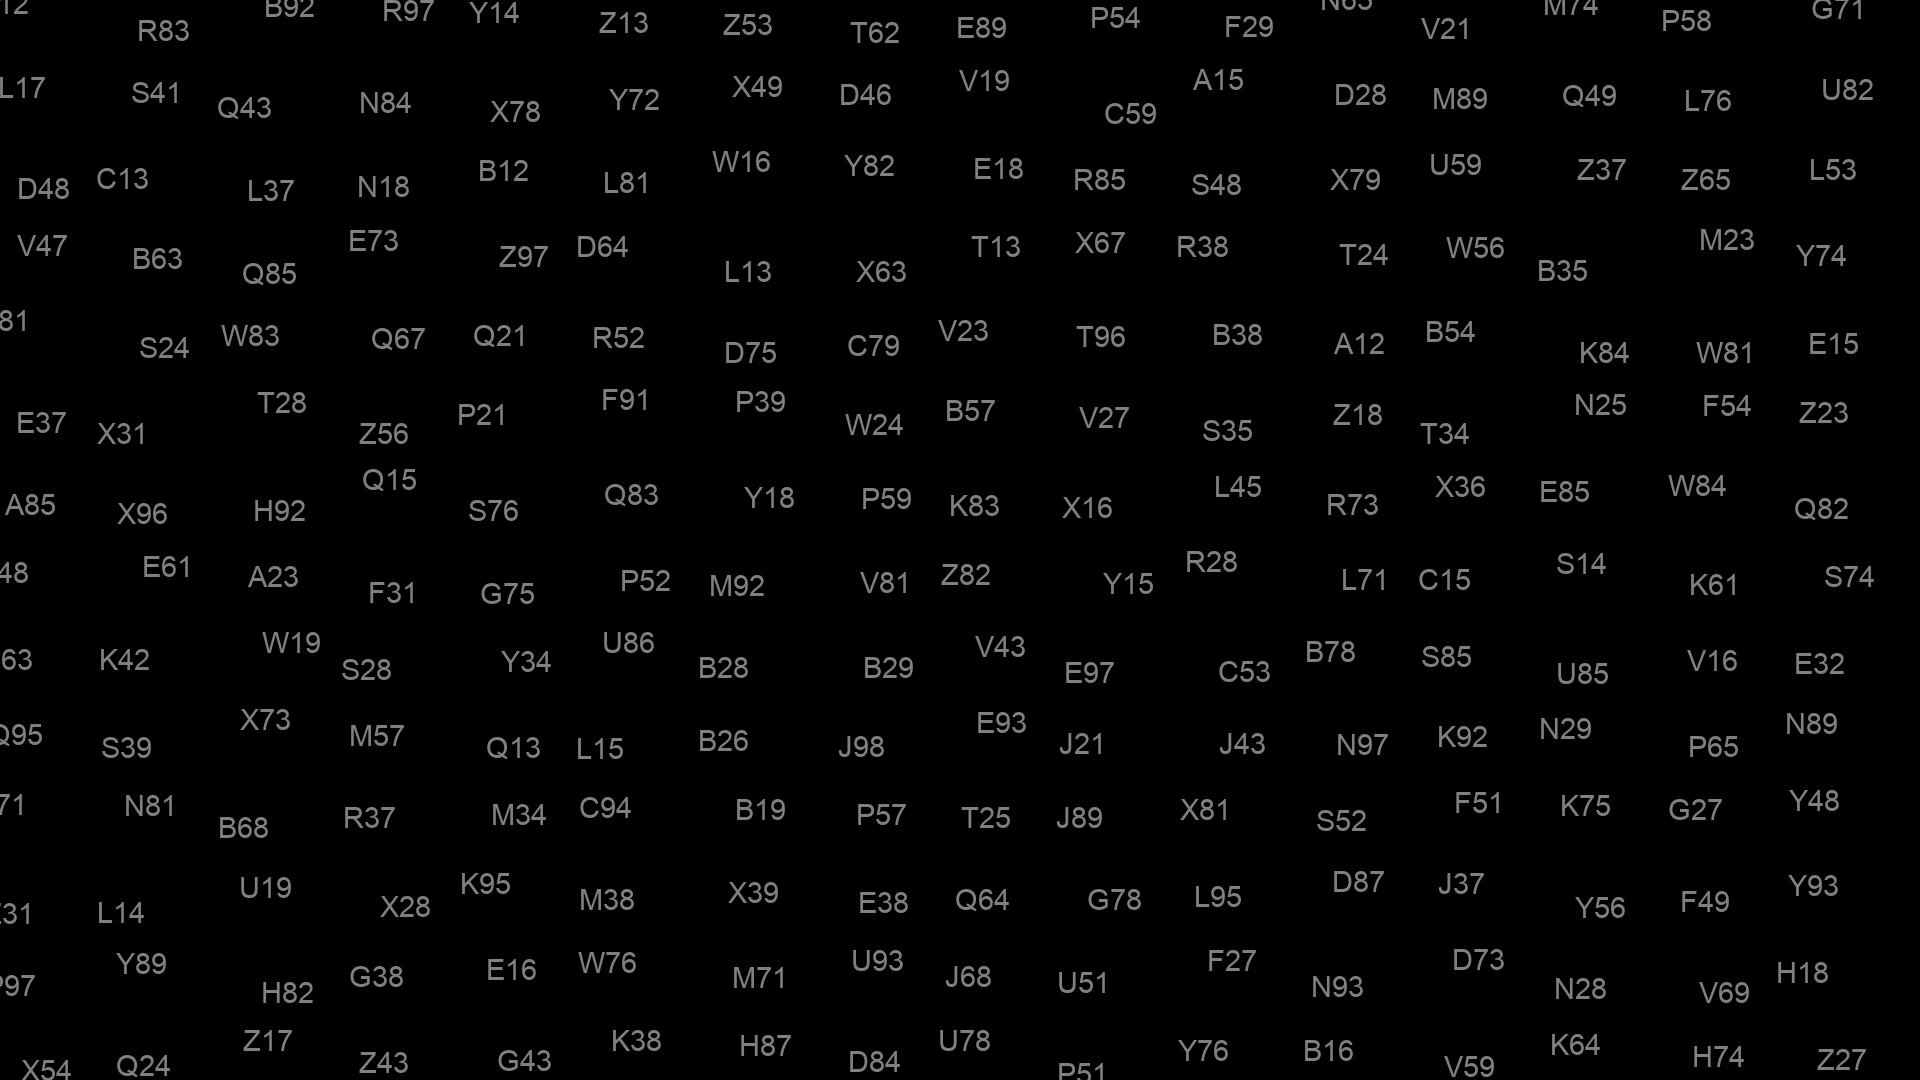 12 R83 B92 R97 Y14 Z13 Z53 T62 E89 P54 F29 N65 V21 M74 P58 G71
L17 S41 Q43 N84 X78 Y72 X49 D46 V19 C59 A15 D28 M89 Q49 L76 U82
D48 C13 L37 N18 B12 L81 W16 Y82 E18 R85 S48 X79 U59 Z37 Z65 L53
V47 B63 Q85 E73 Z97 D64 L13 X63 T13 X67 R38 T24 W56 B35 M23 Y74
81 S24 W83 Q67 Q21 R52 D75 C79 V23 T96 B38 A12 B54 K84 W81 E15
E37 X31 T28 Z56 P21 F91 P39 W24 B57 V27 S35 Z18 T34 N25 F54 Z23
A85 X96 H92 Q15 S76 Q83 Y18 P59 K83 X16 L45 R73 X36 E85 W84 Q82
48 E61 A23 F31 G75 P52 M92 V81 Z82 Y15 R28 L71 C15 S14 K61 S74
63 K42 W19 S28 Y34 U86 B28 B29 V43 E97 C53 B78 S85 U85 V16 E32
Q95 S39 X73 M57 Q13 L15 B26 J98 E93 J21 J43 N97 K92 N29 P65 N89
71 N81 B68 R37 M34 C94 B19 P57 T25 J89 X81 S52 F51 K75 G27 Y48
31 L14 U19 X28 K95 M38 X39 E38 Q64 G78 L95 D87 J37 Y56 F49 Y93
97 Y89 H82 G38 E16 W76 M71 U93 J68 U51 F27 N93 D73 N28 V69 H18
X54 Q24 Z17 Z43 G43 K38 H87 D84 U78 P51 Y76 B16 V59 K64 H74 Z27